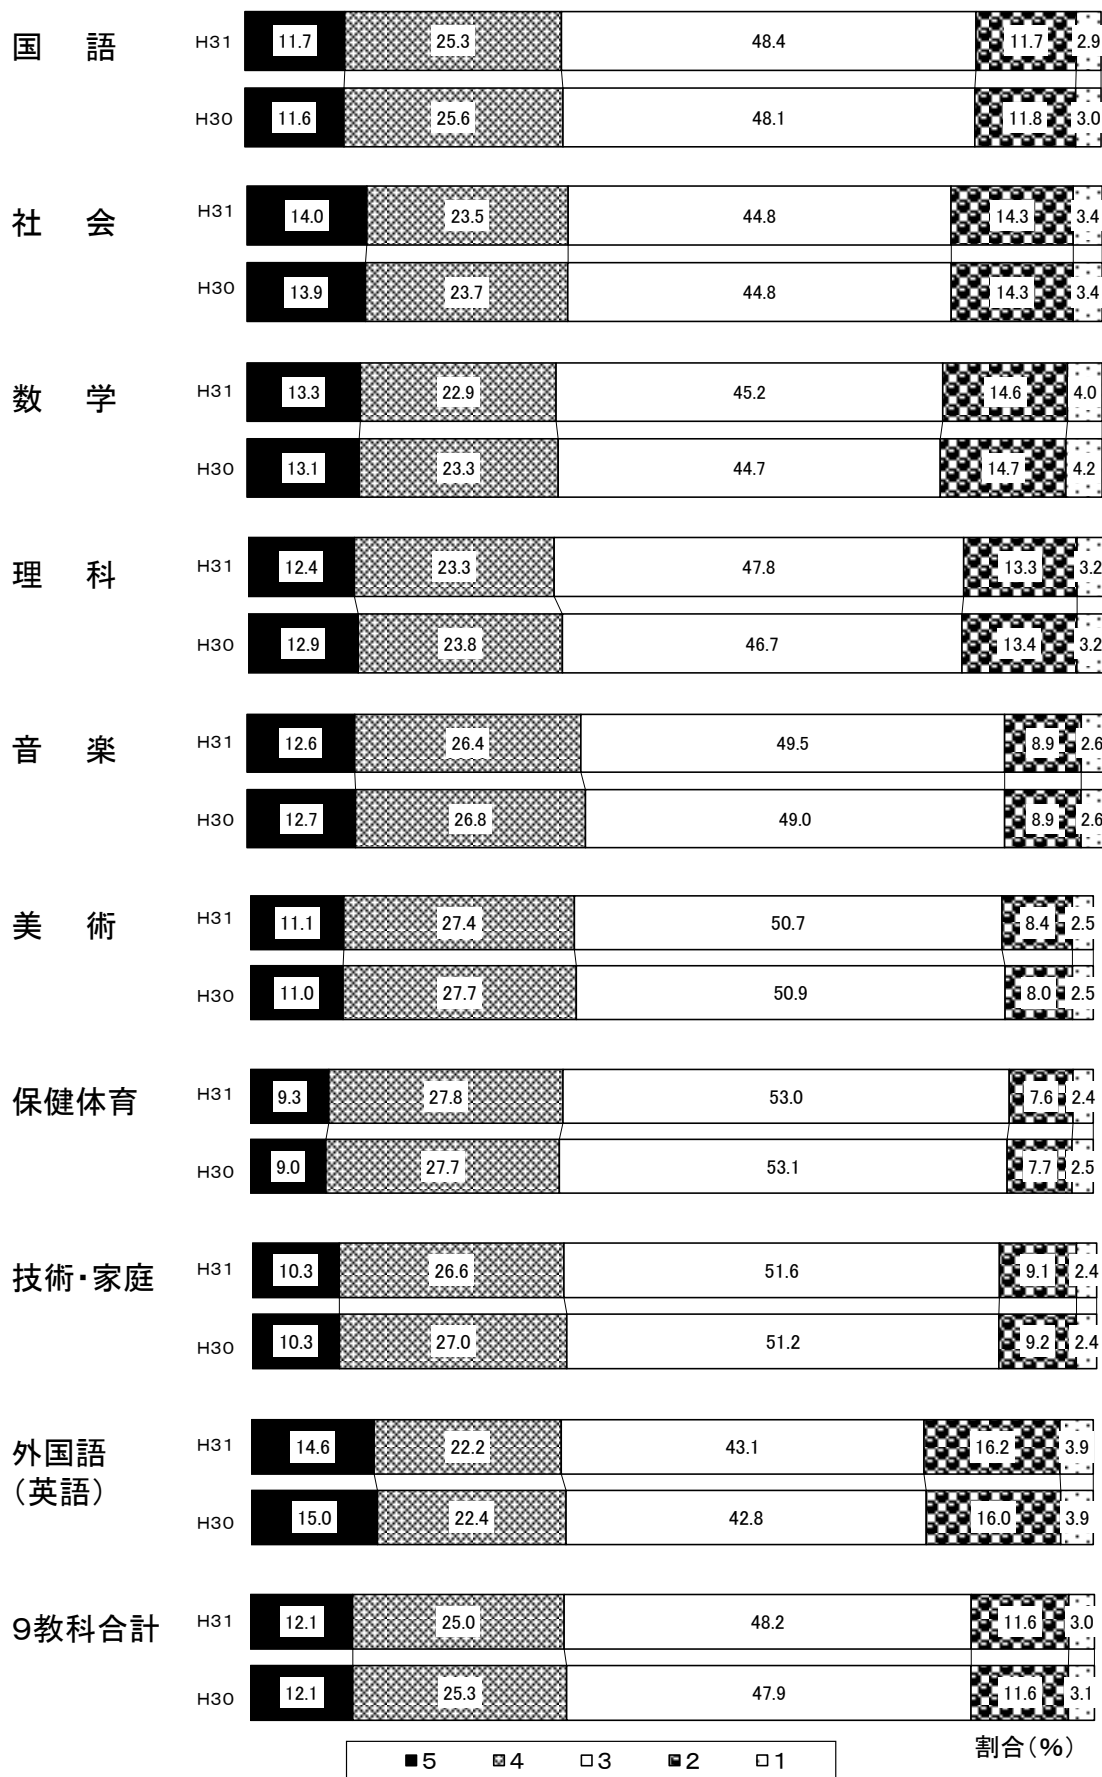 国 語
H31 11.7 25.3 48.4 11.7 2.9
H30 11.6 25.6 48.1 11.8 3.0
社 会
H31 14.0 23.5 44.8 14.3 3.4
H30 13.9 23.7 44.8 14.3 3.4
数 学
H31 13.3 22.9 45.2 14.6 4.0
H30 13.1 23.3 44.7 14.7 4.2
理 科
H31 12.4 23.3 47.8 13.3 3.2
H30 12.9 23.8 46.7 13.4 3.2
音 楽
H31 12.6 26.4 49.5 8.9 2.6
H30 12.7 26.8 49.0 8.9 2.6
美 術
H31 11.1 27.4 50.7 8.4 2.5
H30 11.0 27.7 50.9 8.0 2.5
保健体育
H31 9.3 27.8 53.0 7.6 2.4
H30 9.0 27.7 53.1 7.7 2.5
技術・家庭
H31 10.3 26.6 51.6 9.1 2.4
H30 10.3 27.0 51.2 9.2 2.4
外国語
（英語）
H31 14.6 22.2 43.1 16.2 3.9
H30 15.0 22.4 42.8 16.0 3.9
9教科合計
H31 12.1 25.0 48.2 11.6 3.0
H30 12.1 25.3 47.9 11.6 3.1
割合（%）
5 4 3 2 1